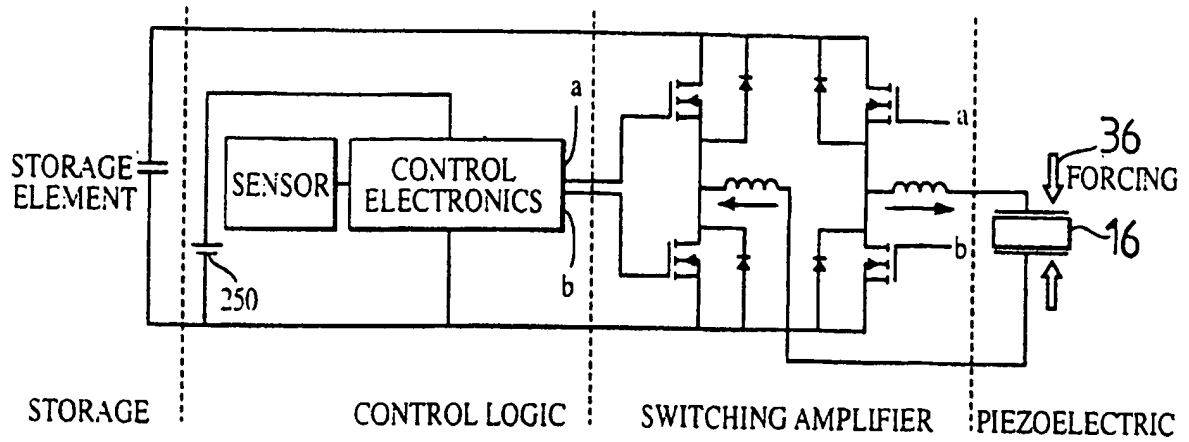 a
a
36
STORAGE
ELEMENT
SENSOR
CONTROL
ELECTRONICS
FORCING
16
b
b
250
STORAGE
CONTROL LOGIC
SWITCHING AMPLIFIER
PIEZOELECTRIC